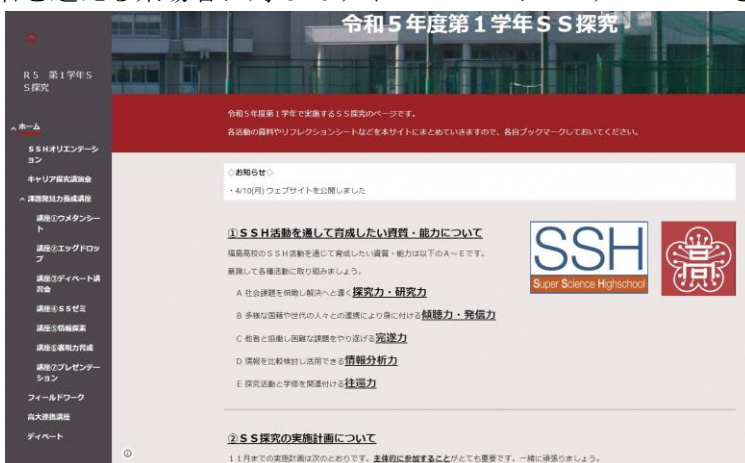 令和5年度第1学年SS探究
R5 第1学年S
S探究
ホーム
SSHオリエンテーシ
ョン
キャリア探究講演会
課題発見力養成講座
講座①ウメタンシー
ト
講座②エッグドロッ
プ
講座③ディベート講
習会
講座④SSゼミ
講座⑤情報探索
講座⑥表現力育成
講座⑦プレゼンテー
ション
フィールドワーク
高大連携講座
ディベート
令和5年度第1学年で実施するSS探究のページです。
各活動の資料やリフレクションシートなどを本サイトにまとめていきますので、各自ブックマークしておいてください。
◇お知らせ◇
・4/10(月) ウェブサイトを公開しました
①SSH活動を通して育成したい資質・能力について
福島高校のSSH活動を通じて育成したい資質・能力は以下のA～Eです。
意識して各種活動に取り組みましょう。
A 社会課題を俯瞰し解決へと導く探究力・研究力
B 多様な国籍や世代の人々との連携により身に付ける傾聴力・発信力
C 他者と協働し困難な課題をやり遂げる完遂力
D 情報を比較検討し活用できる情報分析力
E 探究活動と学修を関連付ける往還力
SSH
Super Science Highschool
高
②SS探究の実施計画について
11月までの実施計画は次のとおりです。主体的に参加することがとても重要です。一緒に頑張りましょう。